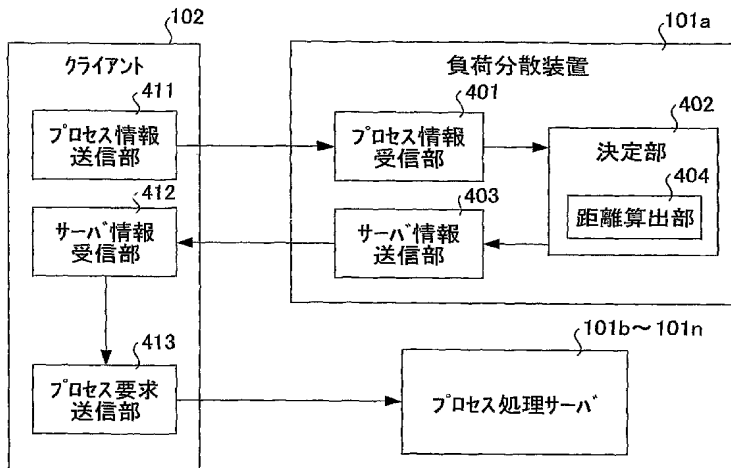 102
クライアント
411
プロセス情報
送信部
412
サーバ情報
受信部
413
プロセス要求
送信部
101a
負荷分散装置
401
プロセス情報
受信部
402
決定部
404
距離算出部
403
サーバ情報
送信部
101b〜101n
プロセス処理サーバ